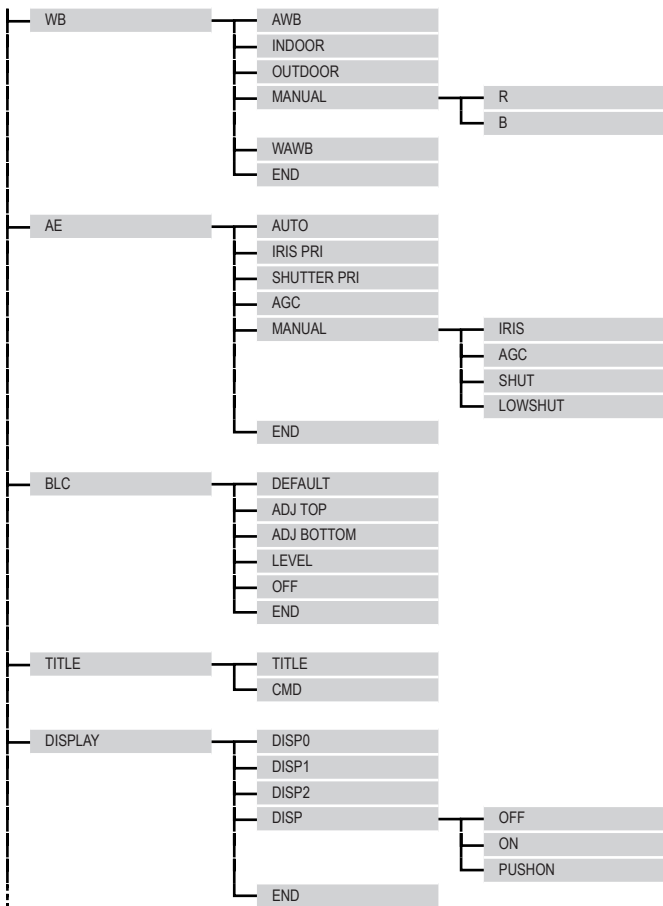 WB
AWB
INDOOR
OUTDOOR
MANUAL
R
B
WAWB
END
AE
AUTO
IRIS PRI
SHUTTER PRI
AGC
MANUAL
IRIS
AGC
SHUT
LOWSHUT
END
BLC
DEFAULT
ADJ TOP
ADJ BOTTOM
LEVEL
OFF
END
TITLE
TITLE
CMD
DISPLAY
DISP0
DISP1
DISP2
DISP
OFF
ON
PUSHON
END